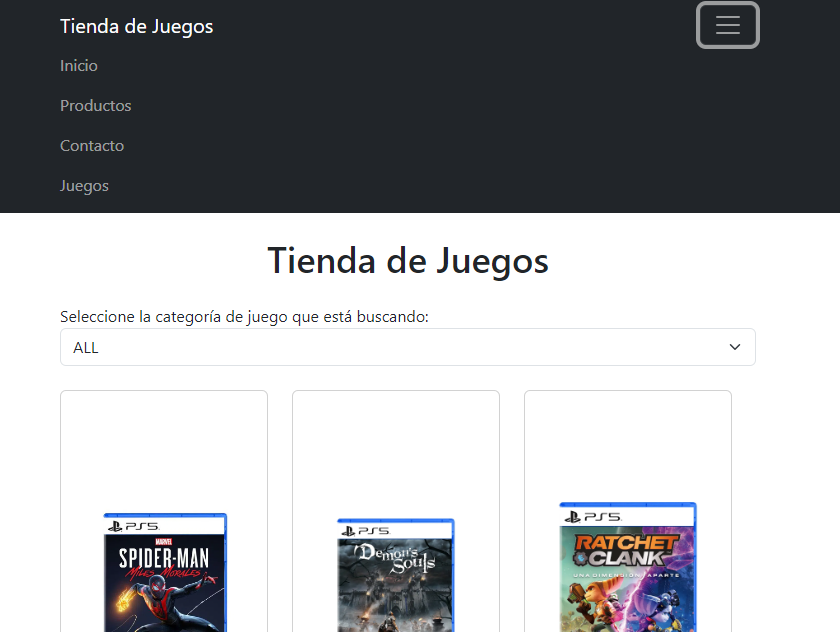 Tienda de Juegos
Inicio
Productos
Contacto
Juegos
Tienda de Juegos
Seleccione la categoría de juego que está buscando:
ALL
PS5
MARVEL
SPIDER-MAN
MILES MORALES
PS5
Demon's
Souls
PS5
RATCHET
CLANK
UNA DIMENSIÓN APARTE